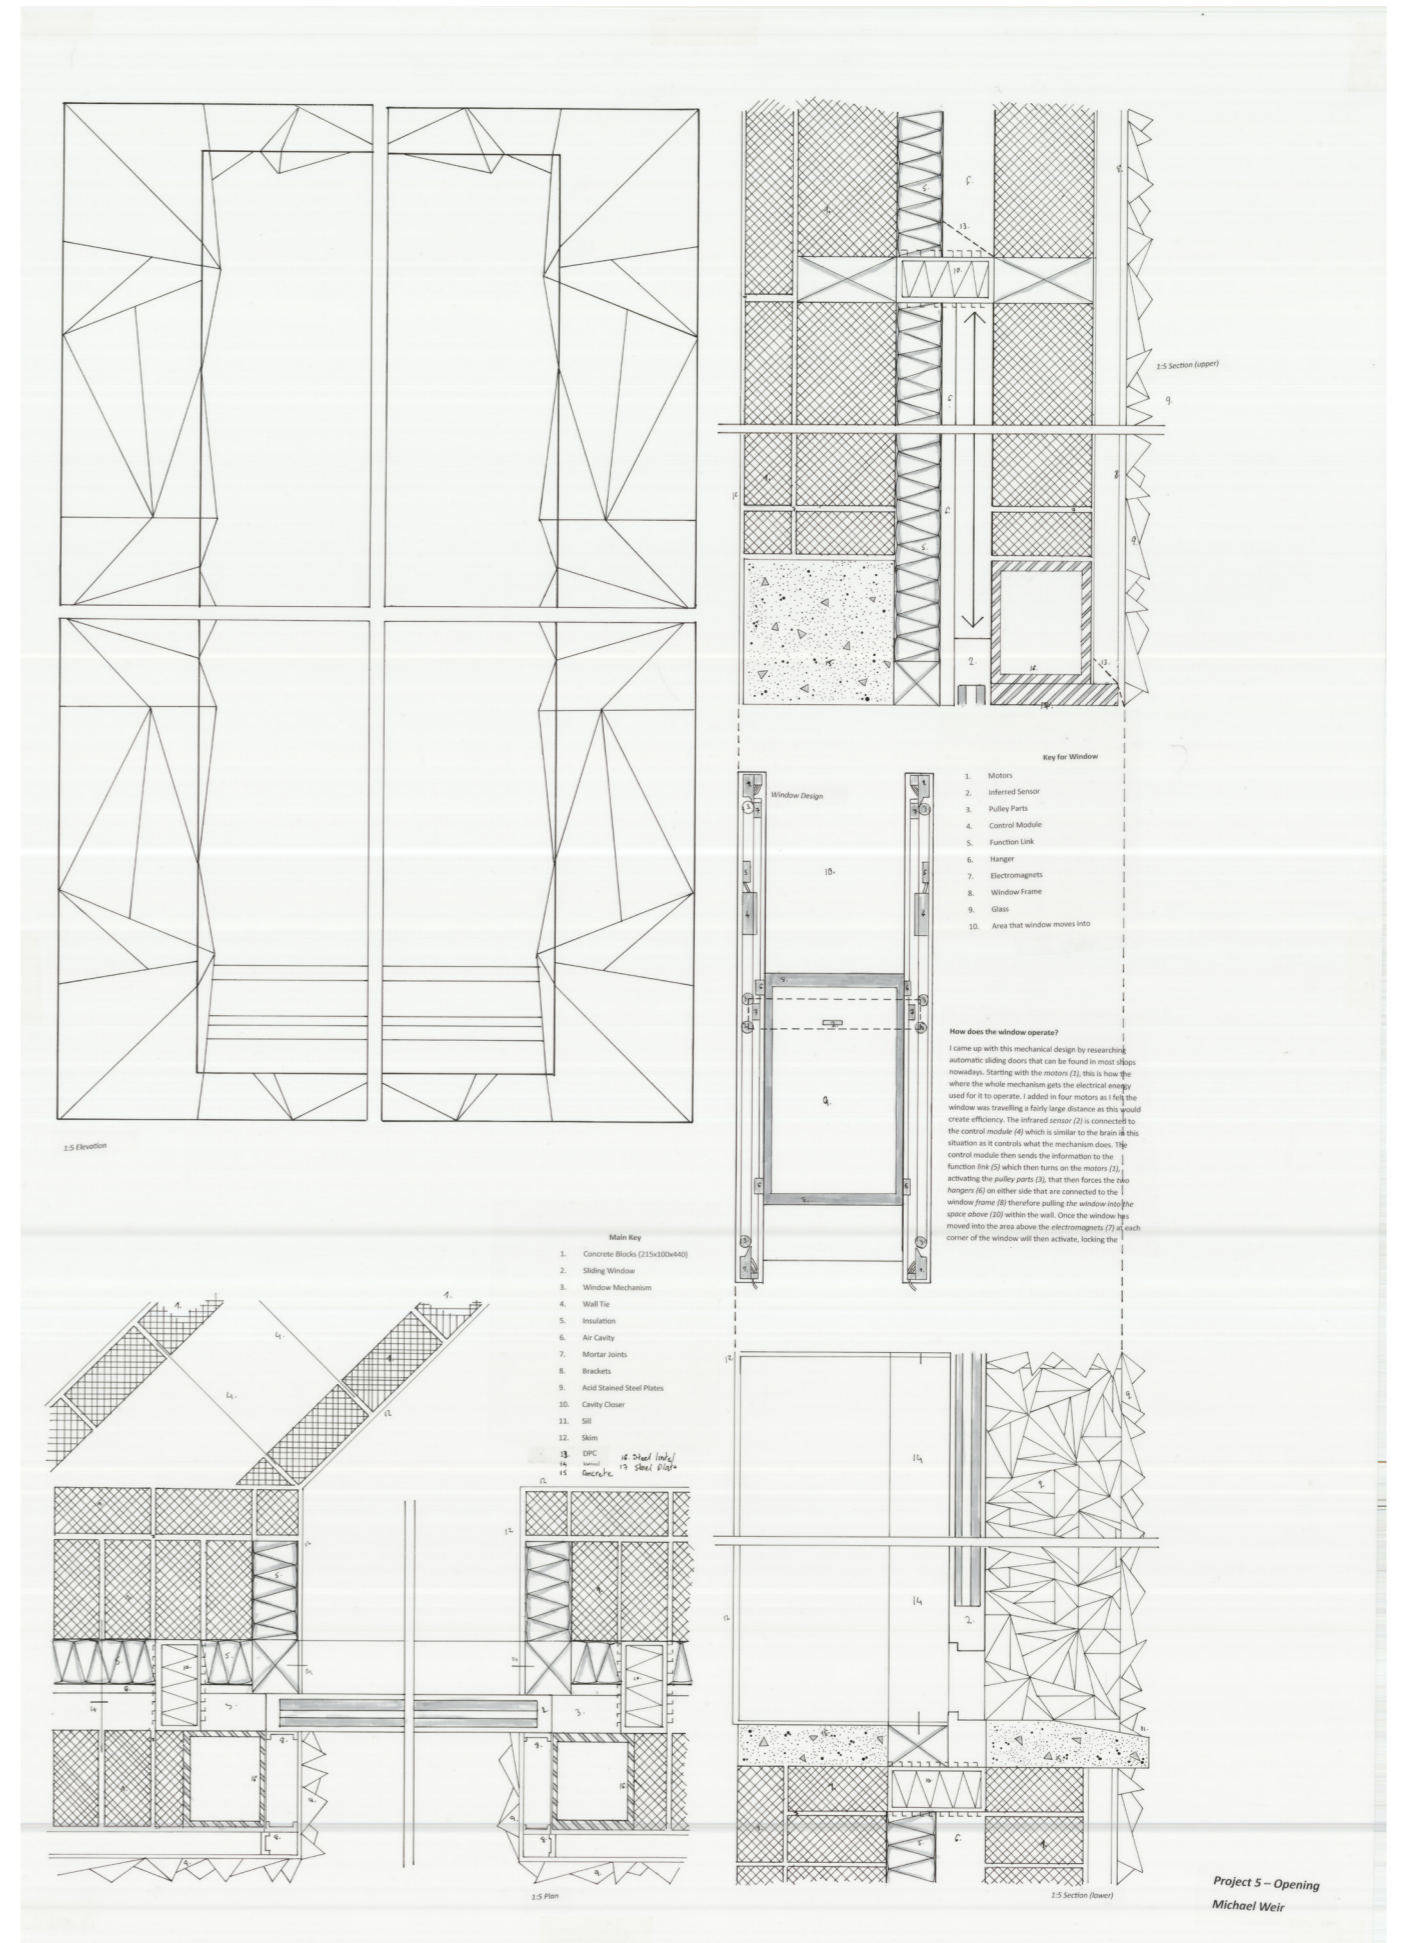 1:5 Section (upper)
Key for Window
1. Motors
2. Inferred Sensor
3. Pulley Parts
4. Control Module
5. Function Link
6. Hanger
7. Electromagnets
8. Window Frame
9. Glass
10. Area that window moves into
Window Design
How does the window operate?
I came up with this mechanical design by researching
automatic sliding doors that can be found in most shops
nowadays. Starting with the motors (1), this is how the
where the whole mechanism gets the electrical energy
used for it to operate. I added in four motors as I felt the
window was travelling a fairly large distance as this would
create efficiency. The infrared sensor (2) is connected to
the control module (4) which is similar to the brain in this
situation as it controls what the mechanism does. The
control module then sends the information to the
function link (5) which then turns on the motors (1),
activating the pulley parts (3), that then forces the two
hangers (6) on either side that are connected to the
window frame (8) therefore pulling the window into the
space above (10) within the wall. Once the window has
moved into the area above the electromagnets (7) at each
corner of the window will then activate, locking the
1:5 Elevation
Main Key
1. Concrete Blocks (215x100x440)
2. Sliding Window
3. Window Mechanism
4. Wall Tie
5. Insulation
6. Air Cavity
7. Mortar Joints
8. Brackets
9. Acid Stained Steel Plates
10. Cavity Closer
11. Sill
12. Skim
13. DPC
14
15 Concrete
16. Steel lintel
17 Steel Plate
1:5 Plan
1:5 Section (lower)
Project 5 – Opening
Michael Weir